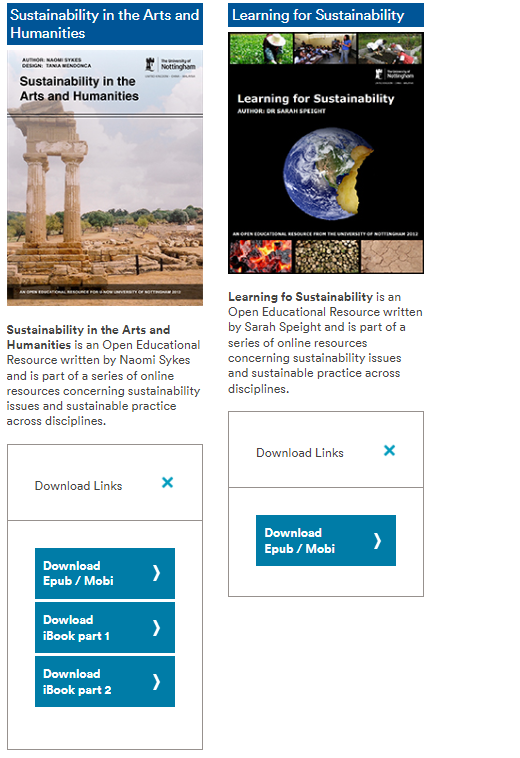 Sustainability in the Arts and
Humanities
AUTHOR: NAOMI SYKES
DESIGN: TANIA MENDONCA
The University of
Nottingham
UNITED KINGDOM · CHINA · MALAYSIA
Sustainability in the
Arts and Humanities
Sustainability in the Arts and
Humanities is an Open Educational
Resource written by Naomi Sykes
and is part of a series of online
resources concerning sustainability
issues and sustainable practice
across disciplines.
Download Links
Download
Epub / Mobi
Dowload
iBook part 1
Download
iBook part 2
Learning for Sustainability
The University of
Nottingham
Learning for Sustainability
AUTHOR: DR SARAH SPEIGHT
AN OPEN EDUCATIONAL RESOURCE FROM THE UNIVERSITY OF NOTTINGHAM 2012
Learning fo Sustainability is an
Open Educational Resource written
by Sarah Speight and is part of a
series of online resources
concerning sustainability issues
and sustainable practice across
disciplines.
Download Links
Download
Epub / Mobi